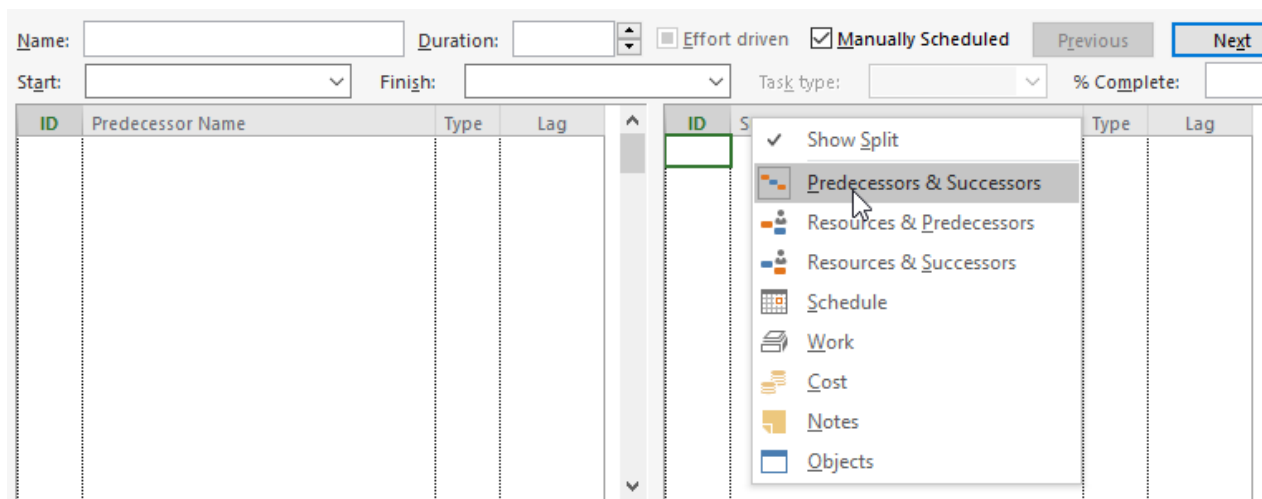 Name: Duration: Effort driven Manually Scheduled Previous Next
Start: Finish: Task type: % Complete:
ID Predecessor Name Type Lag ID S Type Lag
Show Split
Predecessors & Successors
Resources & Predecessors
Resources & Successors
Schedule
Work
Cost
Notes
Objects